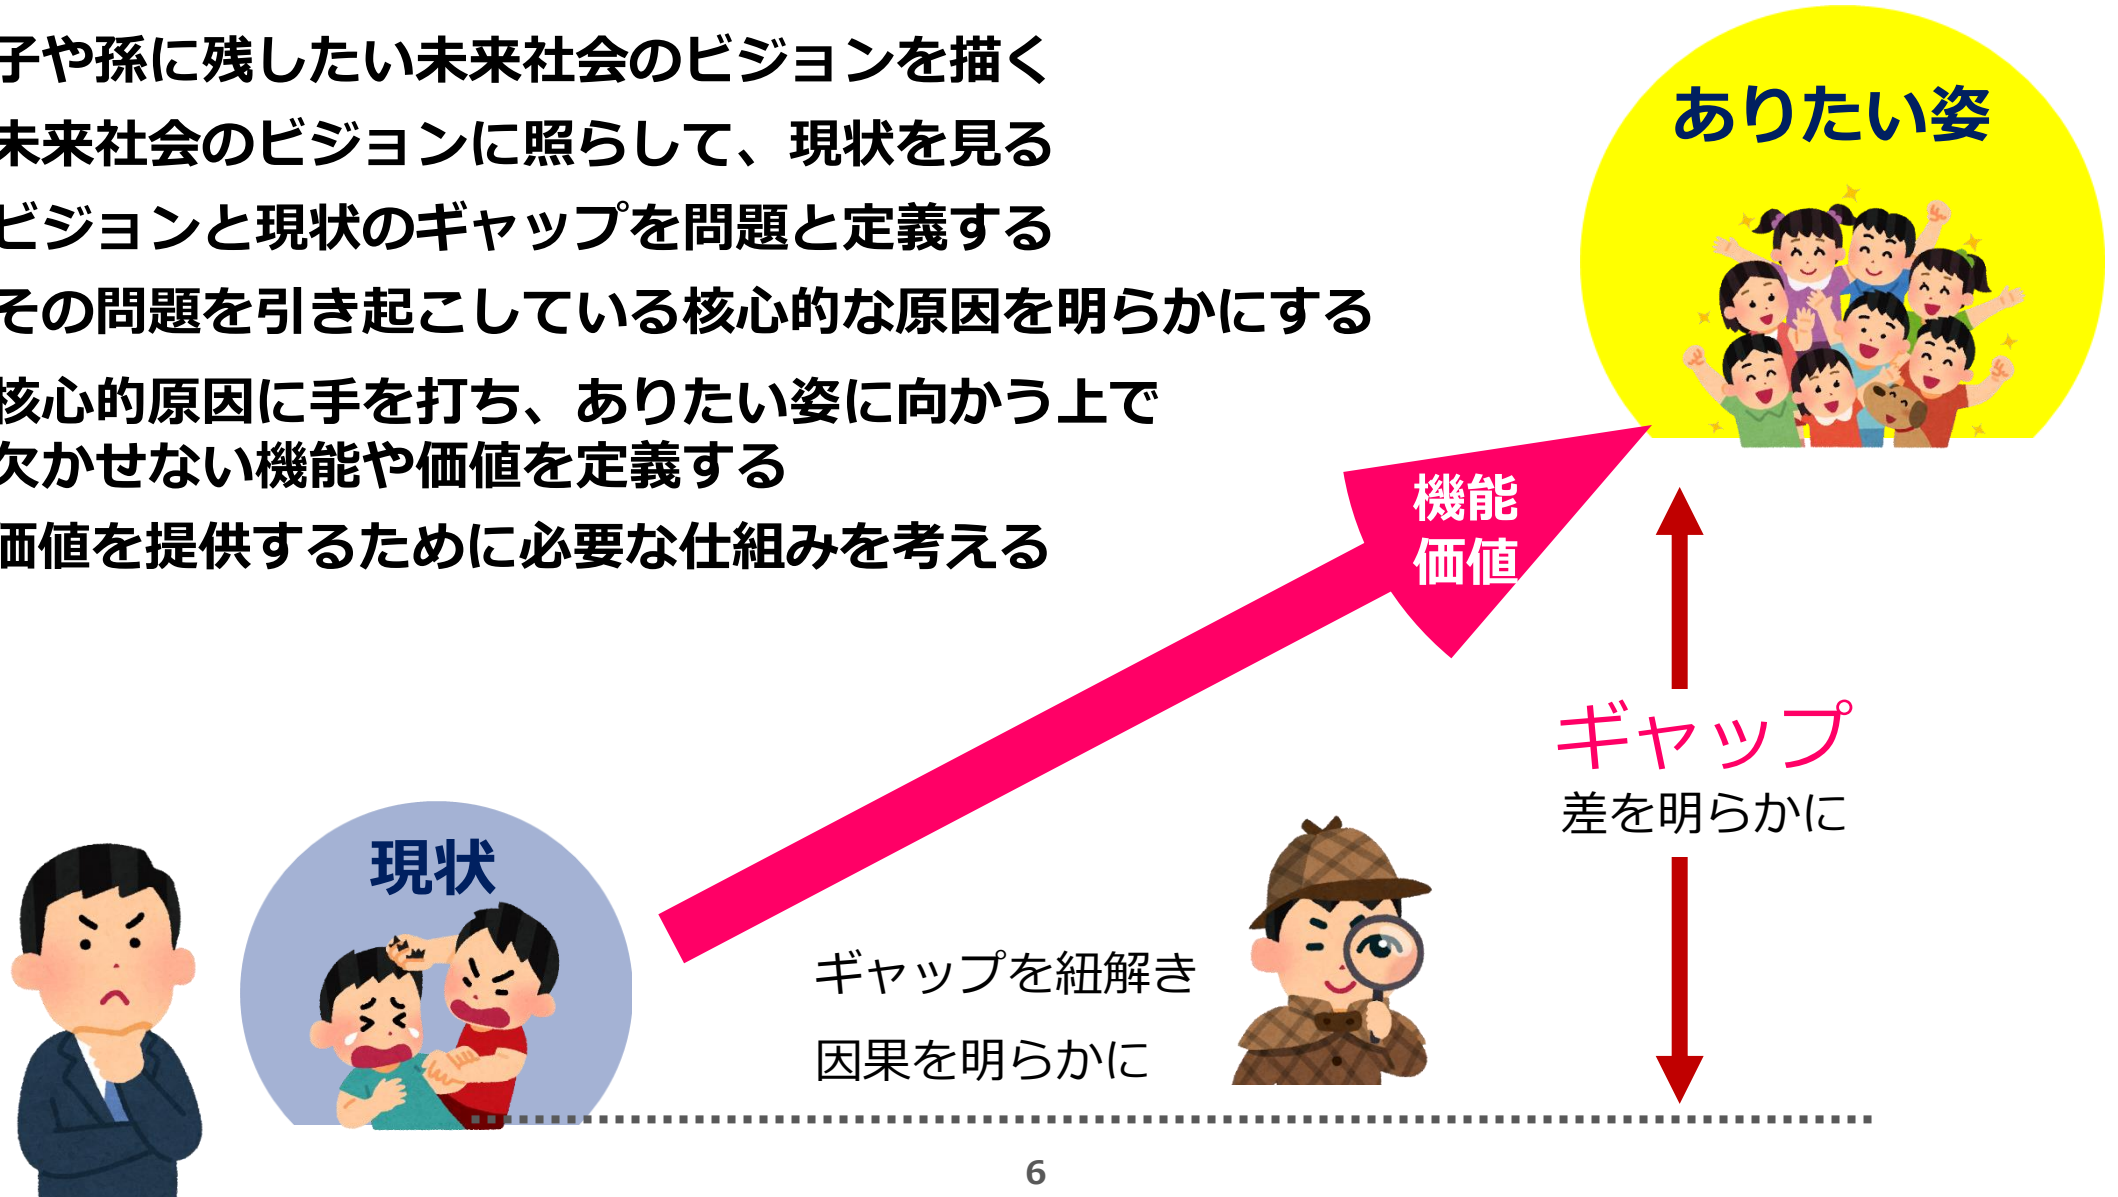 子や孫に残したい未来社会のビジョンを描く
未来社会のビジョンに照らして、現状を見る
ビジョンと現状のギャップを問題と定義する
その問題を引き起こしている核心的な原因を明らかにする
核心的原因に手を打ち、ありたい姿に向かう上で
欠かせない機能や価値を定義する
価値を提供するために必要な仕組みを考える
ありたい姿
機能
価値
ギャップ
差を明らかに
現状
ギャップを紐解き
因果を明らかに
6